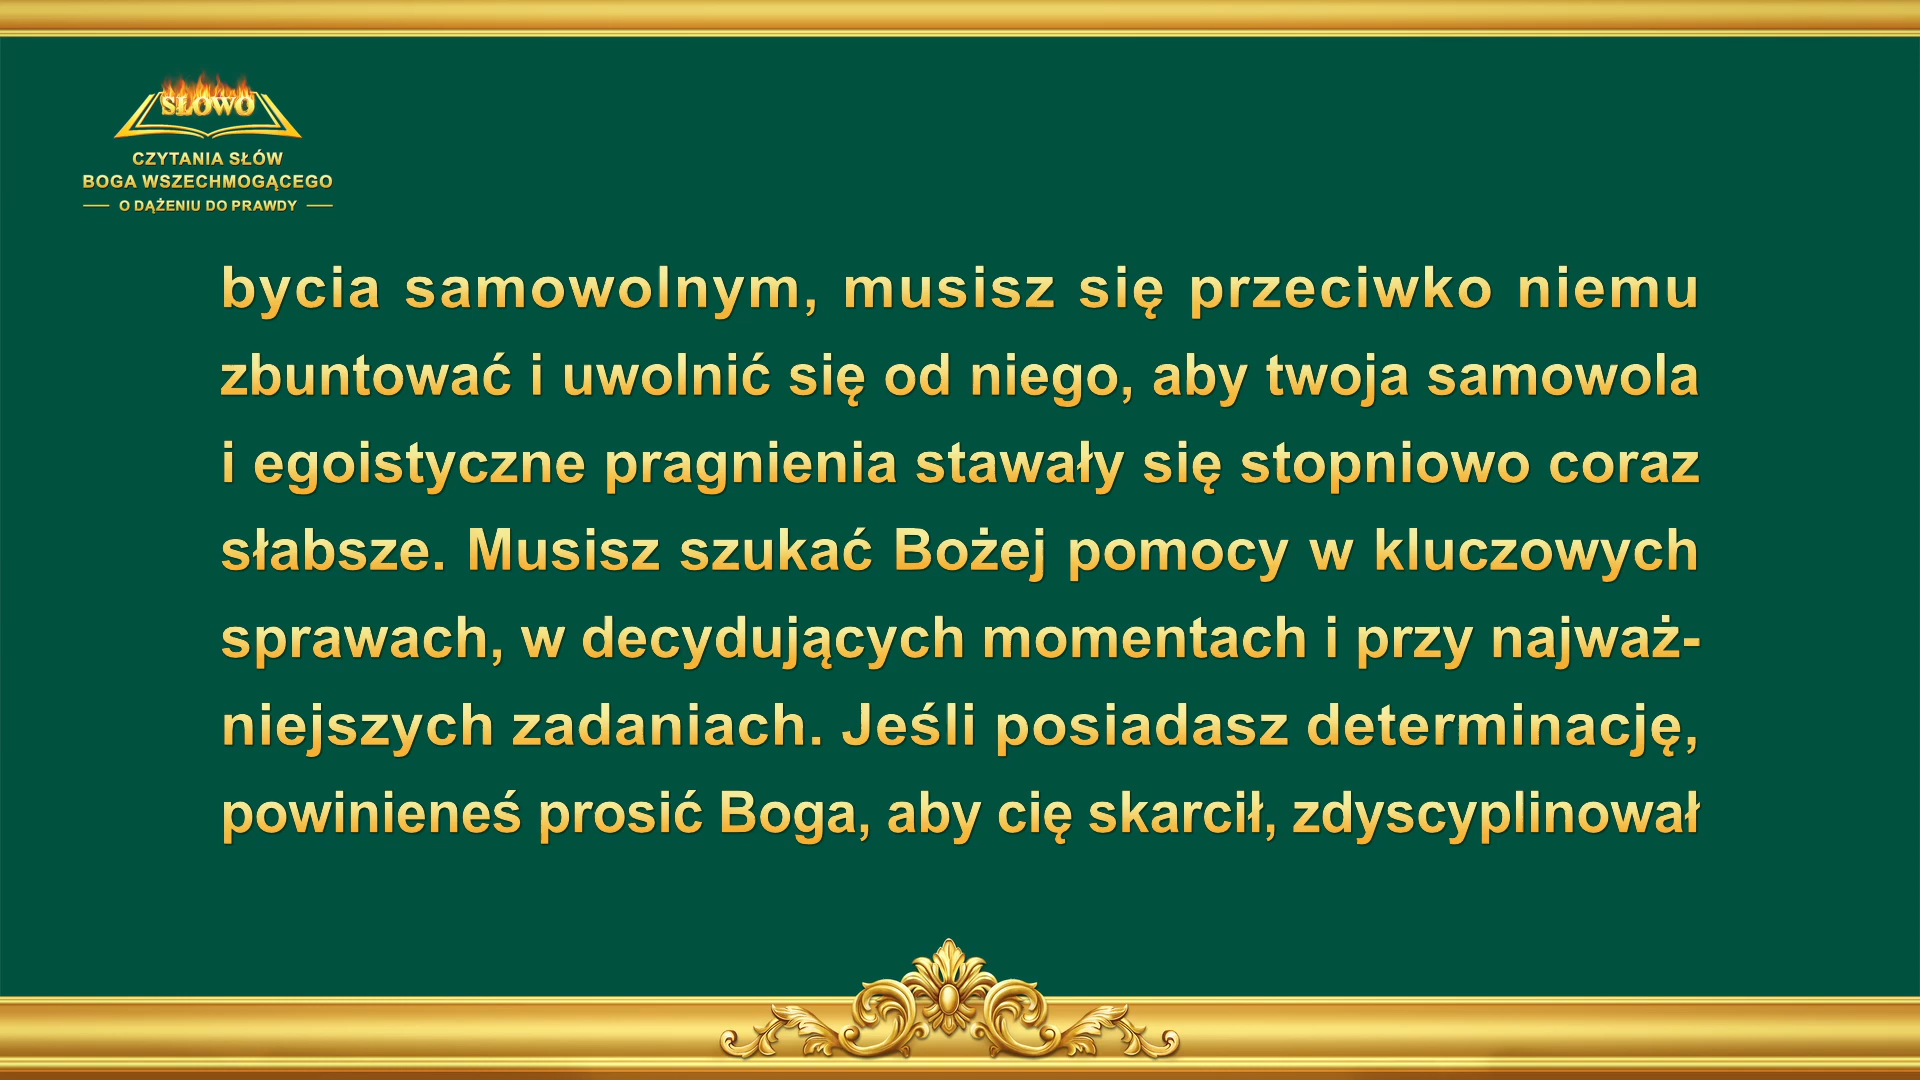 SŁOWO
CZYTANIA SŁÓW
BOGA WSZECHMOGĄCEGO
O DĄŻENIU DO PRAWDY
bycia samowolnym, musisz się przeciwko niemu
zbuntować i uwolnić się od niego, aby twoja samowola
i egoistyczne pragnienia stawały się stopniowo coraz
słabsze. Musisz szukać Bożej pomocy w kluczowych
sprawach, w decydujących momentach i przy najważ-
niejszych zadaniach. Jeśli posiadasz determinację,
powinieneś prosić Boga, aby cię skarcił, zdyscyplinował